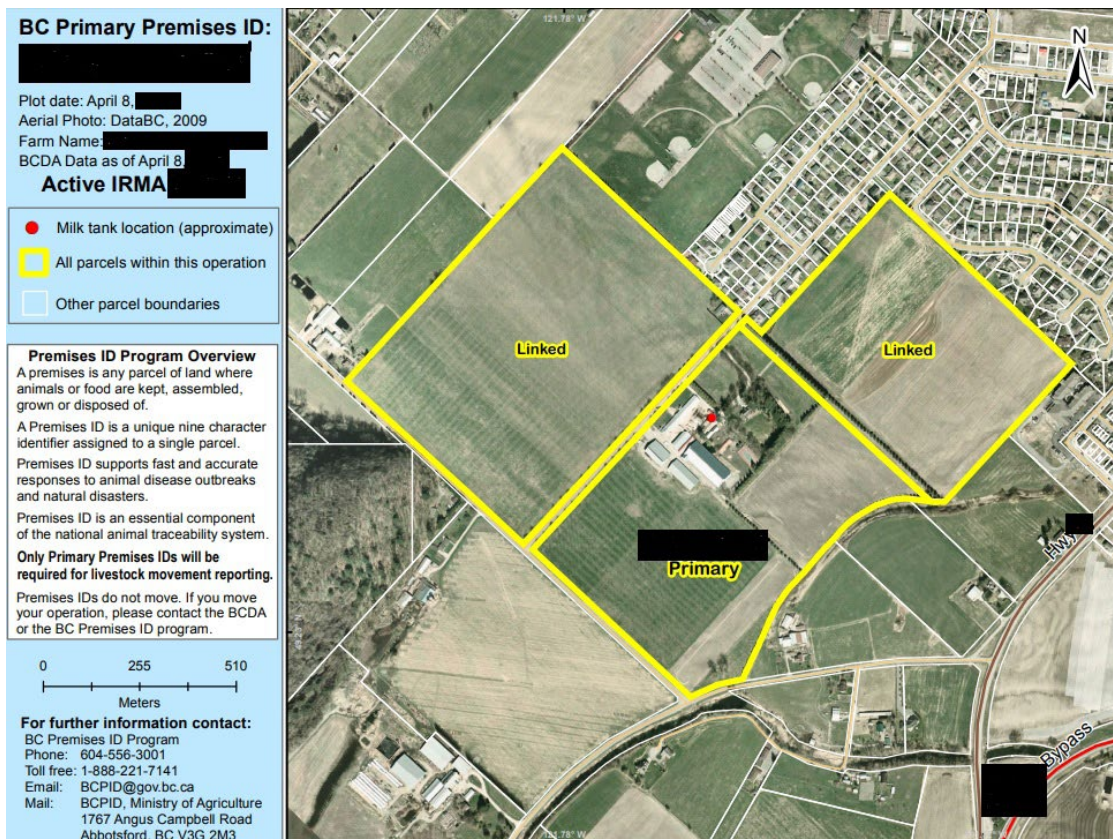 BC Primary Premises ID:
Plot date: April 8,
Aerial Photo: DataBC, 2009
Farm Name:
BCDA Data as of April 8,
Active IRMA
Milk tank location (approximate)
All parcels within this operation
Other parcel boundaries
Premises ID Program Overview
A premises is any parcel of land where
animals or food are kept, assembled,
grown or disposed of.
A Premises ID is a unique nine character
identifier assigned to a single parcel.
Premises ID supports fast and accurate
responses to animal disease outbreaks
and natural disasters.
Premises ID is an essential component
of the national animal traceability system.
Only Primary Premises IDs will be
required for livestock movement reporting.
Premises IDs do not move. If you move
your operation, please contact the BCDA
or the BC Premises ID program.
0 255 510
Meters
For further information contact:
BC Premises ID Program
Phone: 604-556-3001
Toll free: 1-888-221-7141
Email: BCPID@gov.bc.ca
Mail: BCPID, Ministry of Agriculture
1767 Angus Campbell Road
Abbotsford, BC V3G 2M3
121.78° W
N
Linked
Linked
Primary
Hwy
Bypass
121.78° W